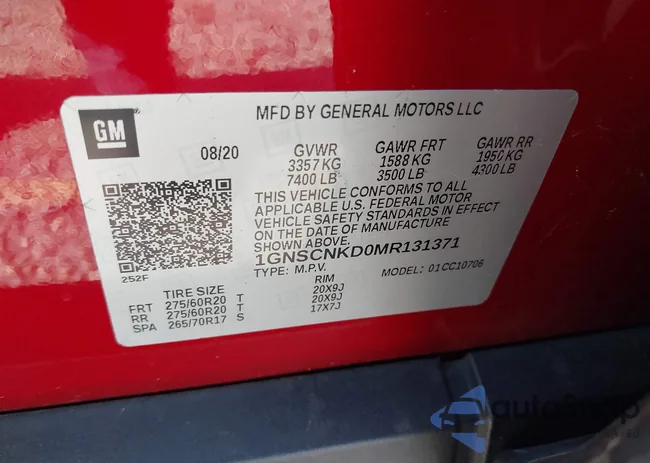 GM
MFD BY GENERAL MOTORS LLC
08/20 GVWR GAWR FRT GAWR RR
3357 KG 1588 KG 1950 KG
7400 LB 3500 LB 4300 LB
THIS VEHICLE CONFORMS TO ALL
APPLICABLE U.S. FEDERAL MOTOR
VEHICLE SAFETY STANDARDS IN EFFECT
ON THE DATE OF MANUFACTURE
SHOWN ABOVE.
1GNSCNKD0MR131371
252F
TYPE: M.P.V. MODEL: 01CC10706
TIRE SIZE RIM
FRT 275/60R20 T 20X9J
RR 275/60R20 T 20X9J
SPA 265/70R17 S 17X7J